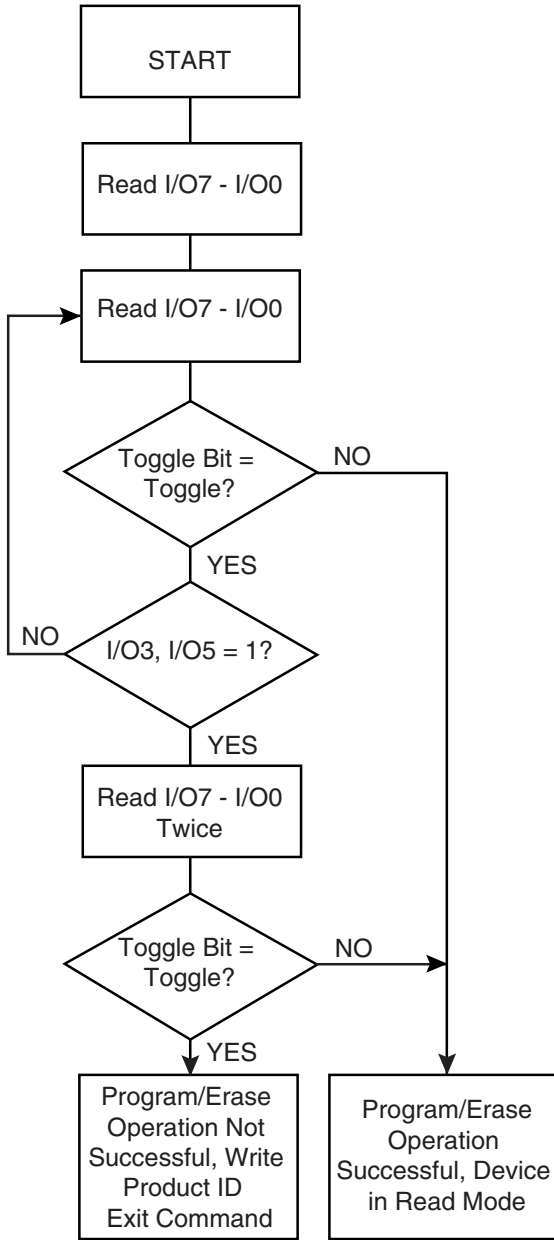 START
Read I/O7 - I/O0
Read I/O7 - I/O0
Toggle Bit =
Toggle?
NO
YES
NO
I/O3, I/O5 = 1?
YES
Read I/O7 - I/O0
Twice
Toggle Bit =
Toggle?
NO
YES
Program/Erase
Operation Not
Successful, Write
Product ID
Exit Command
Program/Erase
Operation
Successful, Device
in Read Mode